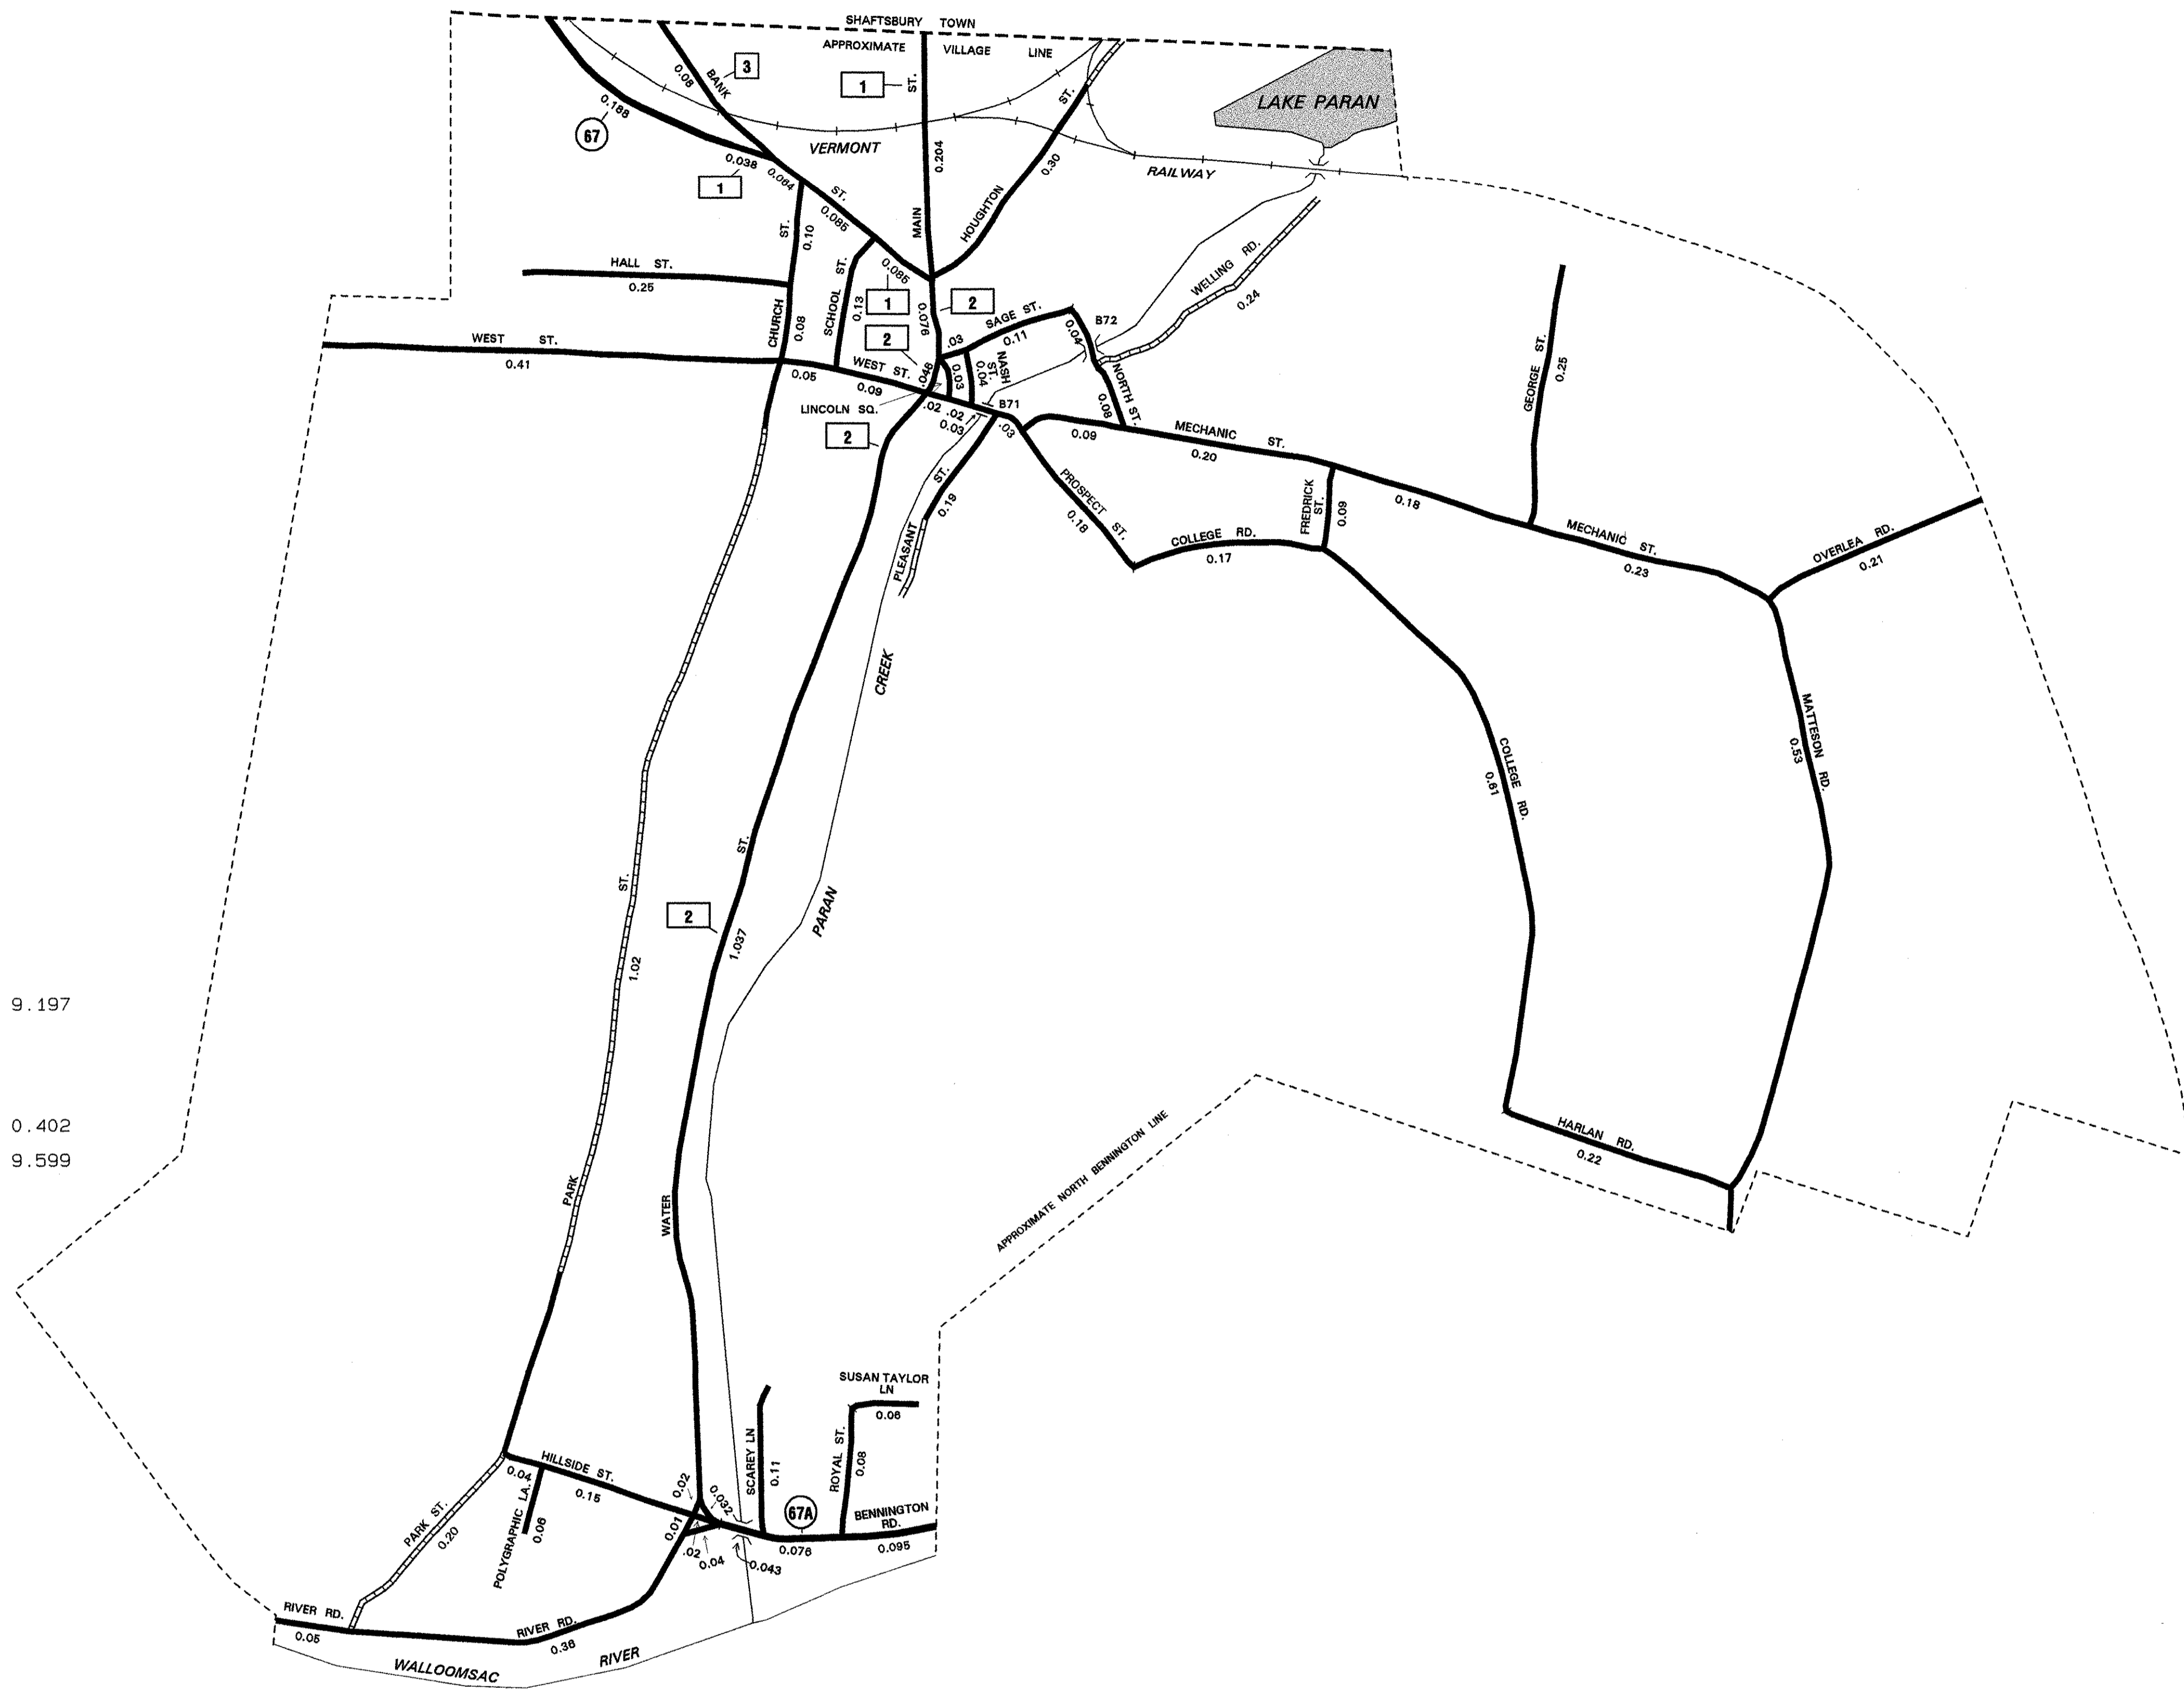 SHAFTSBURY TOWN
APPROXIMATE VILLAGE LINE
3
BANK
0.08
1
ST.
ST.
LAKE PARAN
0.188
67
VERMONT
0.204
0.30
RAILWAY
0.038
0.064
1
ST.
0.085
MAIN
HOUGHTON
ST.
0.10
HALL ST.
0.25
SCHOOL ST.
0.13
0.085
1
2
0.076
WELLING RD.
0.24
CHURCH
0.08
SAGE ST.
0.11
.03
0.04
B72
2
WEST ST.
0.41
0.05
WEST ST.
0.09
.046
0.03
NASH
ST.
0.04
NORTH ST.
0.08
LINCOLN SQ.
.02 .02
0.03
B71
.03
2
0.09
MECHANIC ST.
0.20
GEORGE ST.
0.25
ST.
0.19
PLEASANT
PROSPECT ST.
0.18
FREDRICK
ST.
0.09
0.18
COLLEGE RD.
0.17
MECHANIC ST.
0.23
OVERLEA RD.
0.21
CREEK
COLLEGE RD.
0.61
MATTESON RD.
0.53
ST.
ST.
2
1.037
PARAN
1.02
9.197
0.402
9.599
PARK
WATER
APPROXIMATE NORTH BENNINGTON LINE
HARLAN RD.
0.22
SUSAN TAYLOR
LN
0.06
SCAREY LN
0.11
ROYAL ST.
0.08
HILLSIDE ST.
0.04
0.15
0.02
0.032
67A
BENNINGTON
RD.
PARK ST.
0.20
POLYGRAPHIC LA.
0.06
0.01
.02
0.04
0.043
0.076
0.095
RIVER RD.
0.05
RIVER RD.
0.36
WALLOOMSAC RIVER